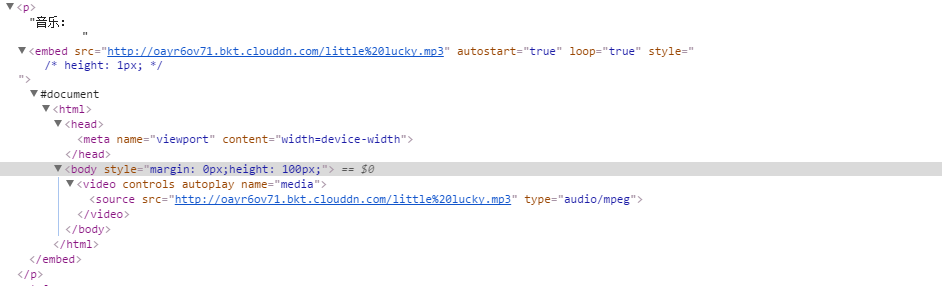 ▼<p>
"音乐:
"
▼<embed src="http://oayr6ov71.bkt.clouddn.com/little%20lucky.mp3" autostart="true" loop="true" style="
/* height: 1px; */
">
▼#document
▼<html>
▼<head>
<meta name="viewport" content="width=device-width">
</head>
▼<body style="margin: 0px;height: 100px;"> == $0
▼<video controls autoplay name="media">
<source src="http://oayr6ov71.bkt.clouddn.com/little%20lucky.mp3" type="audio/mpeg">
</video>
</body>
</html>
</embed>
</p>